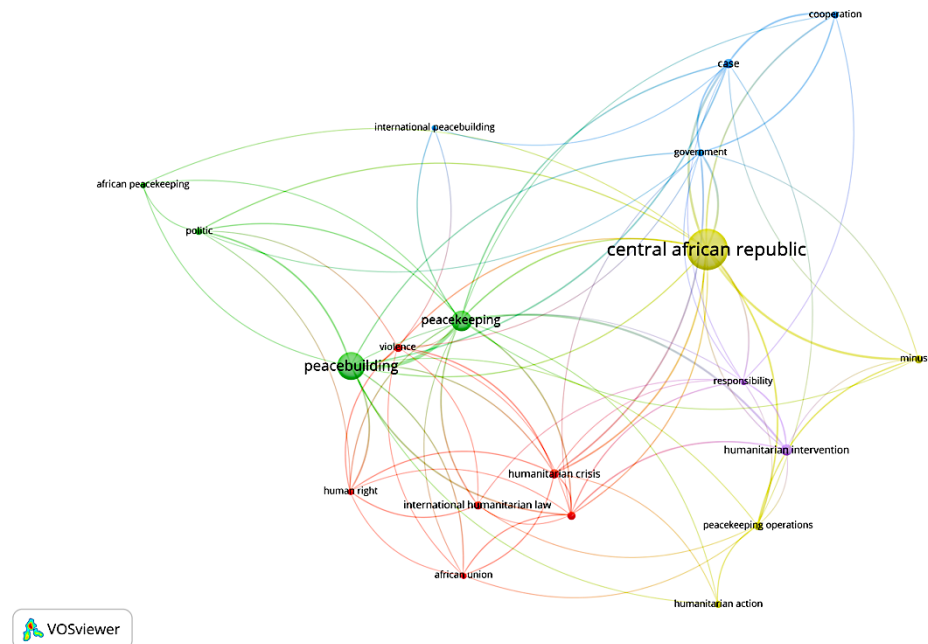 cooperation
case
international peacebuilding
government
african peacekeeping
politic
central african republic
peacekeeping
violence
minus
peacebuilding
responsibility
humanitarian intervention
humanitarian crisis
human right
international humanitarian law
peacekeeping operations
african union
humanitarian action
VOSviewer